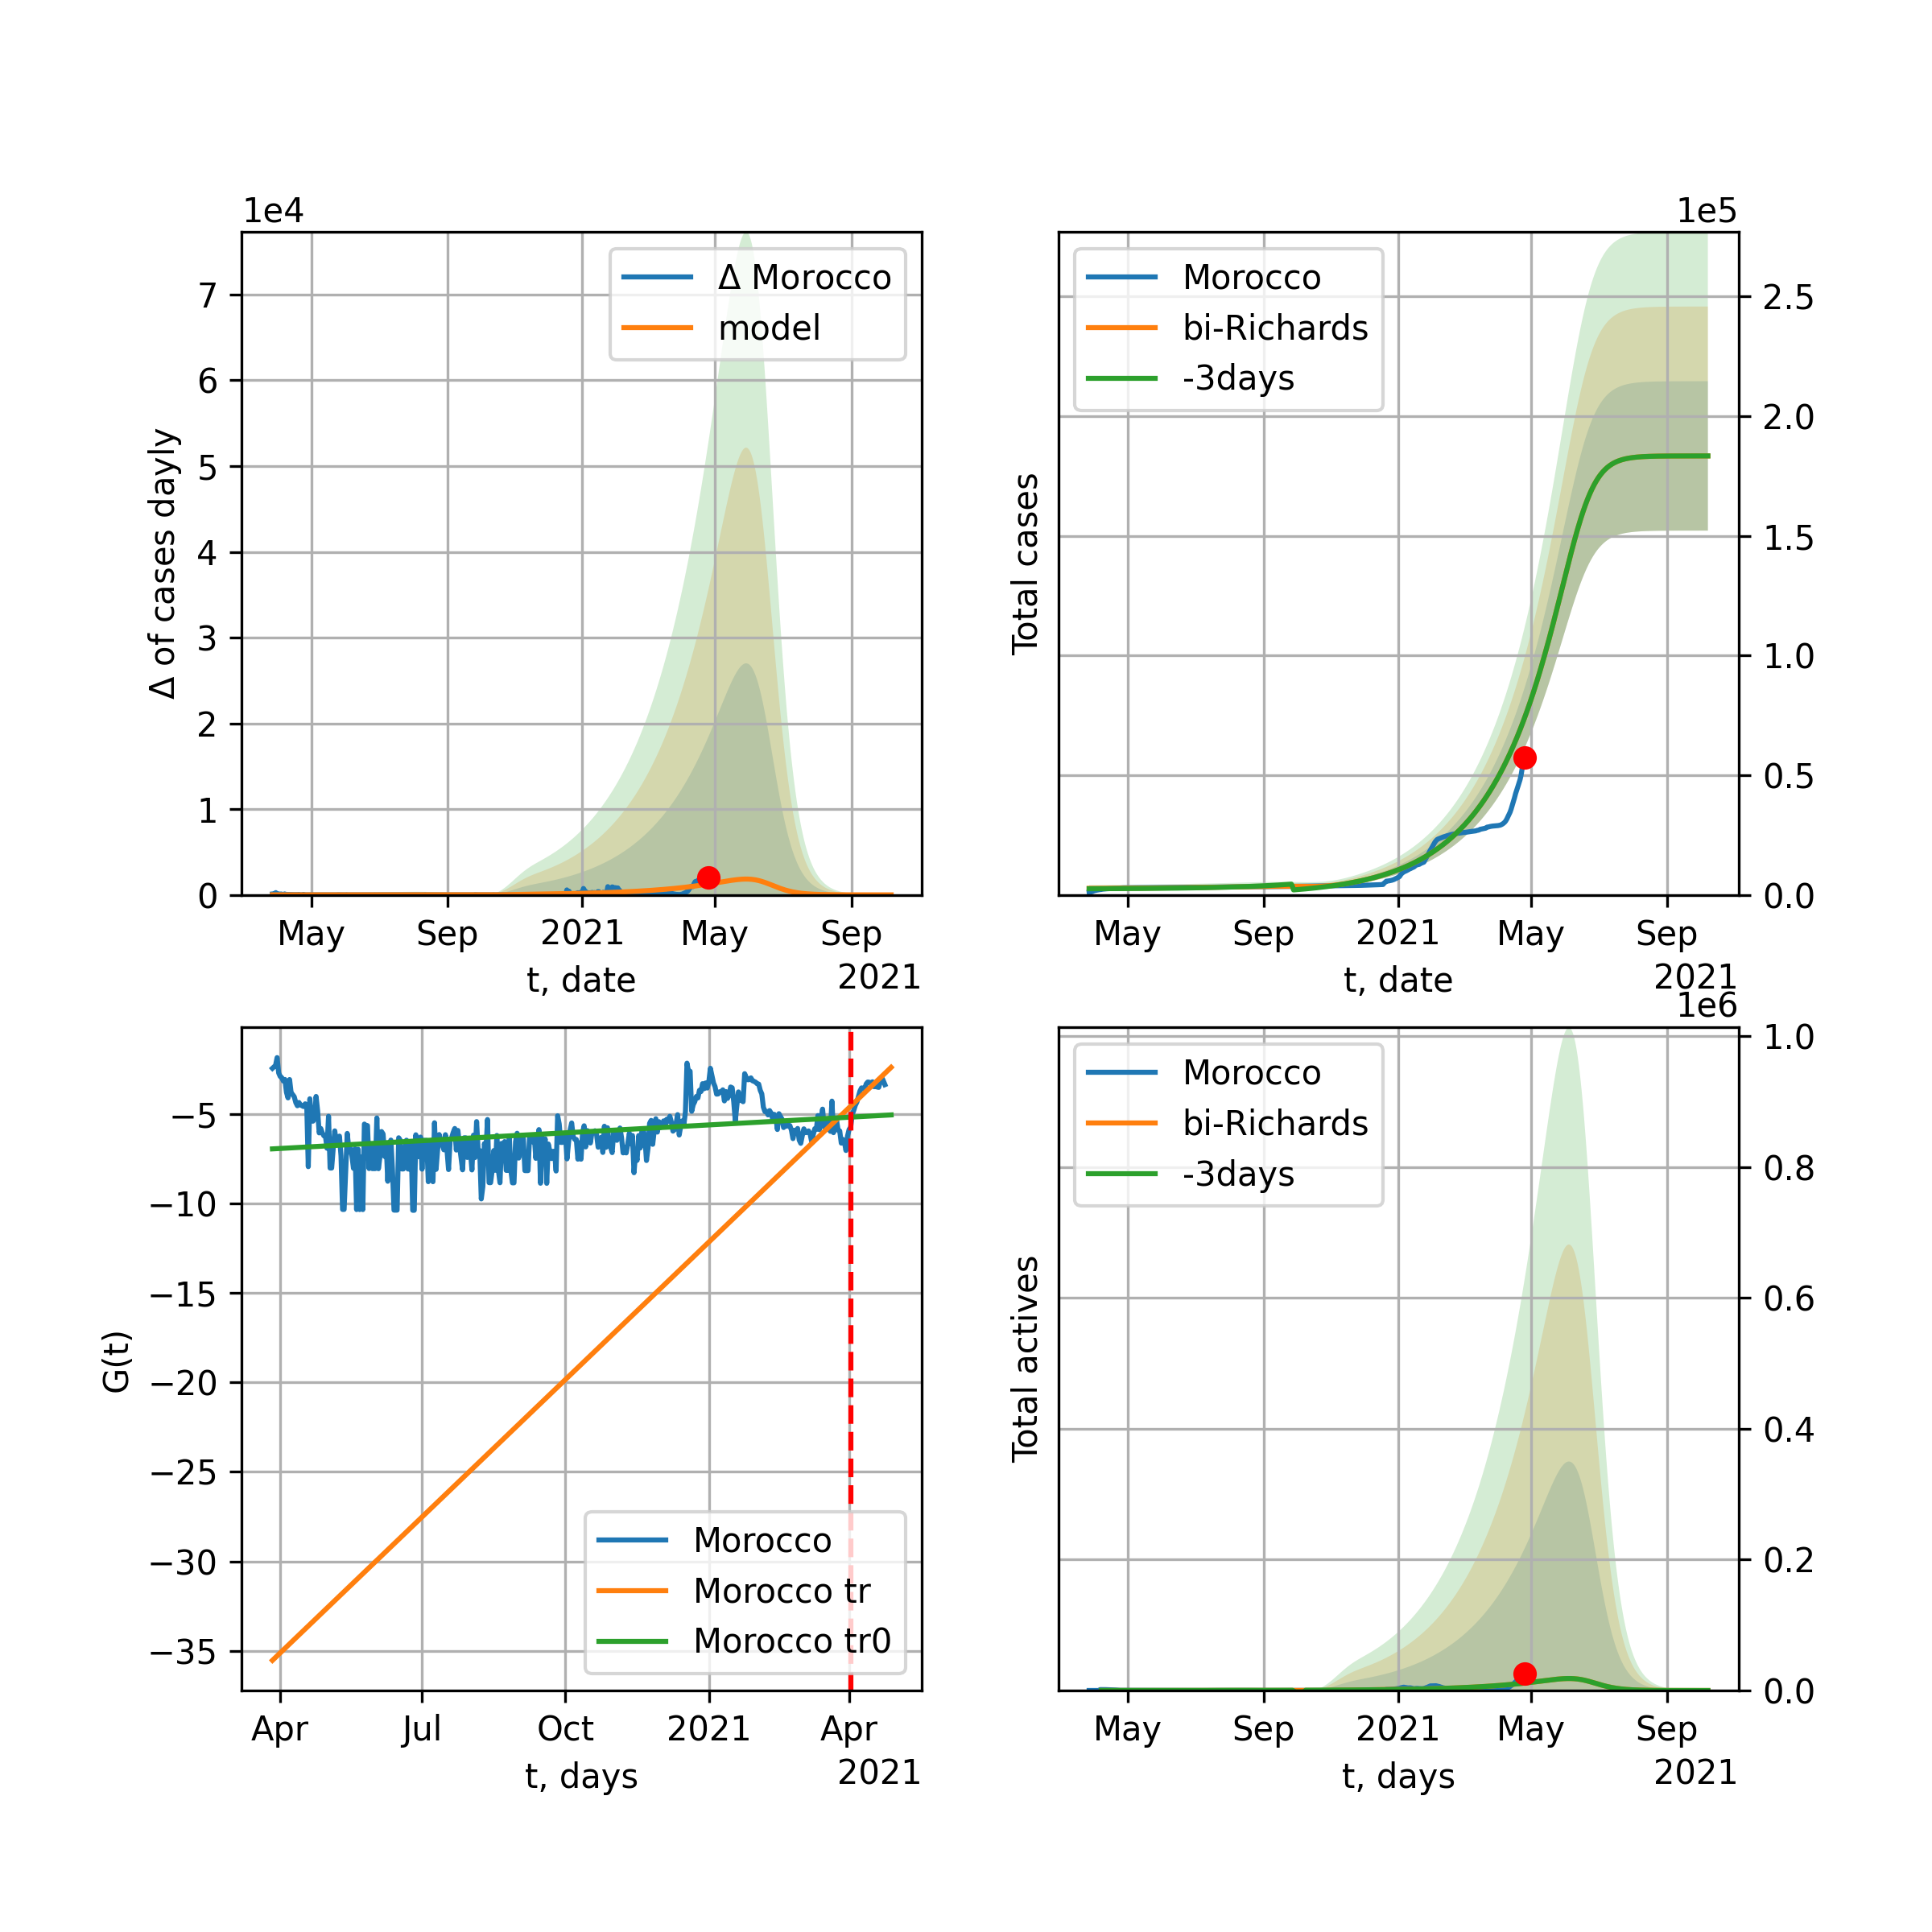 1e4
Δ of cases dayly
7
6
5
4
3
2
1
0
Δ Morocco
model
May
Sep
2021
May
Sep
t, date
2021
1e5
Total cases
Morocco
bi-Richards
-3days
2.5
2.0
1.5
1.0
0.5
0.0
May
Sep
2021
May
Sep
t, date
2021
G(t)
−5
−10
−15
−20
−25
−30
−35
Morocco
Morocco tr
Morocco tr0
Apr
Jul
Oct
2021
Apr
t, days
2021
1e6
Total actives
Morocco
bi-Richards
-3days
1.0
0.8
0.6
0.4
0.2
0.0
May
Sep
2021
May
Sep
t, days
2021